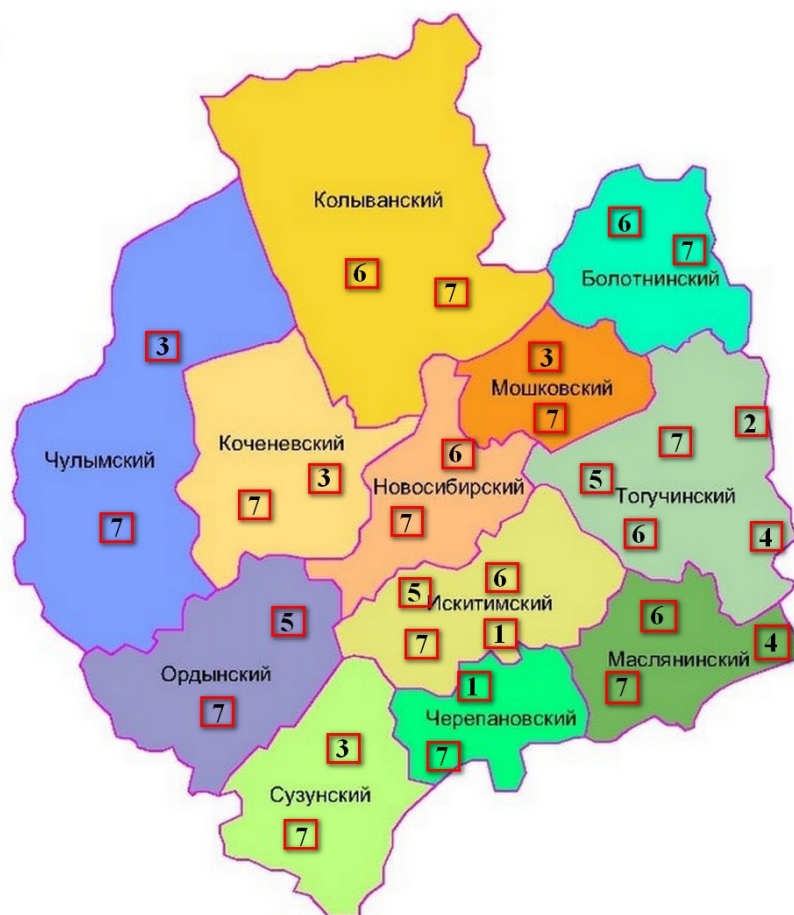 Колыванский
6
7
6
7
Болотнинский
3
3
Мошковский
7
2
7
Чулымский
Коченевский
3
7
6
Новосибирский
7
5
Тогучинский
6
4
7
5
6
Искитимский
7
1
6
4
Маслянинский
7
5
Ордынский
7
1
Черепановский
7
3
Сузунский
7